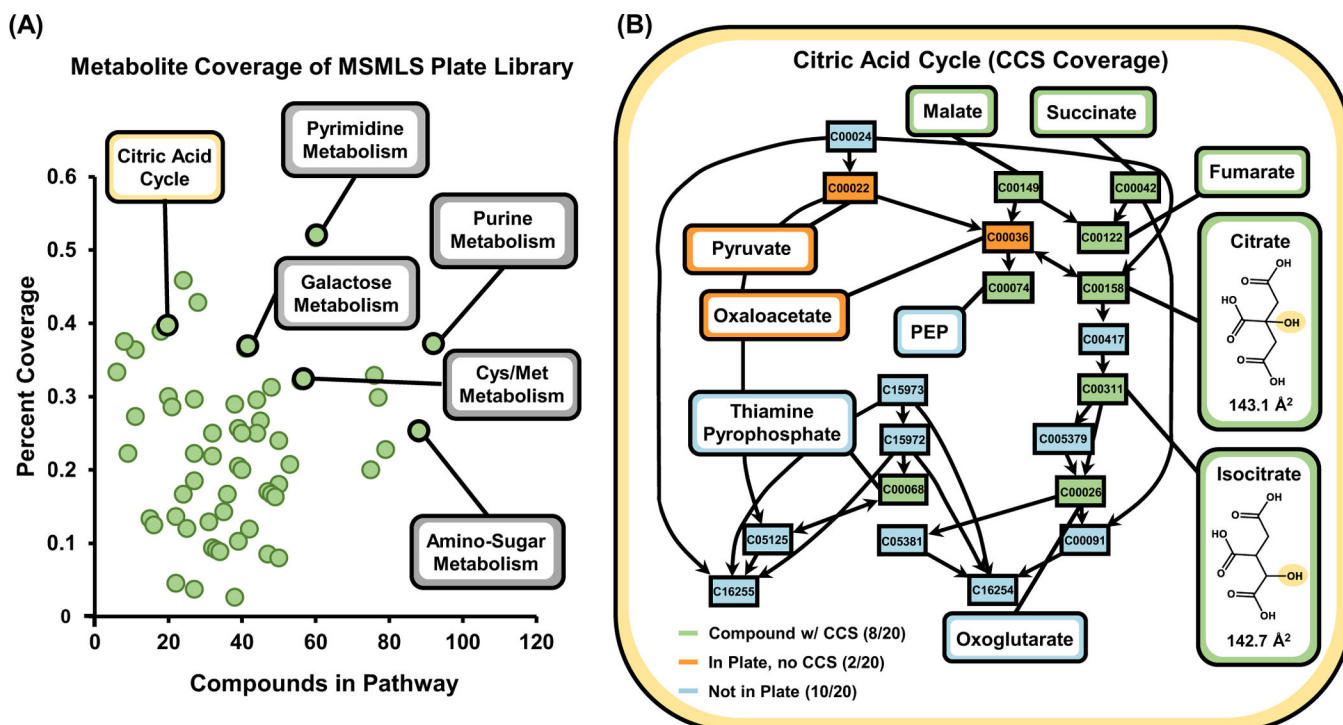 (A)
Metabolite Coverage of MSMLS Plate Library
Pyrimidine
Metabolism
Citric Acid
Cycle
Purine
Metabolism
Galactose
Metabolism
Cys/Met
Metabolism
Amino-Sugar
Metabolism
Percent Coverage
0.6
0.5
0.4
0.3
0.2
0.1
0
0
20
40
60
80
100
120
Compounds in Pathway
(B)
Citric Acid Cycle (CCS Coverage)
Malate
Succinate
C00024
C00022
C00149
C00042
Fumarate
Pyruvate
C00036
C00122
Citrate
OH
O
O
HO
OH
O
O
OH
143.1 Å²
C00074
C00158
Oxaloacetate
PEP
C00417
C15973
C00311
Thiamine
Pyrophosphate
C15972
C005379
Isocitrate
OH
O
HO
O
OH
O
HO
O
142.7 Å²
C00068
C00026
C05125
C05381
C00091
C16255
C16254
Oxoglutarate
Compound w/ CCS (8/20)
In Plate, no CCS (2/20)
Not in Plate (10/20)